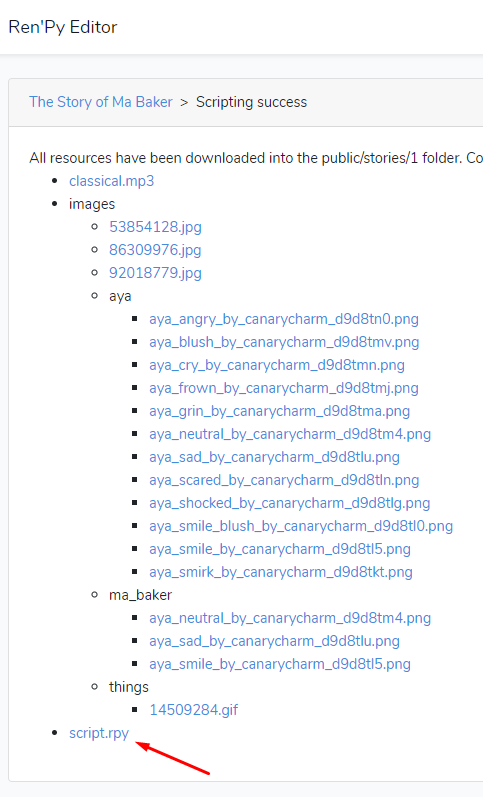 Ren'Py Editor
The Story of Ma Baker > Scripting success
All resources have been downloaded into the public/stories/1 folder. Co
classical.mp3
images
53854128.jpg
86309976.jpg
92018779.jpg
aya
aya_angry_by_canarycharm_d9d8tn0.png
aya_blush_by_canarycharm_d9d8tmv.png
aya_cry_by_canarycharm_d9d8tmn.png
aya_frown_by_canarycharm_d9d8tmj.png
aya_grin_by_canarycharm_d9d8tma.png
aya_neutral_by_canarycharm_d9d8tm4.png
aya_sad_by_canarycharm_d9d8tlu.png
aya_scared_by_canarycharm_d9d8tln.png
aya_shocked_by_canarycharm_d9d8tlg.png
aya_smile_blush_by_canarycharm_d9d8tl0.png
aya_smile_by_canarycharm_d9d8tl5.png
aya_smirk_by_canarycharm_d9d8tkt.png
ma_baker
aya_neutral_by_canarycharm_d9d8tm4.png
aya_sad_by_canarycharm_d9d8tlu.png
aya_smile_by_canarycharm_d9d8tl5.png
things
14509284.gif
script.rpy